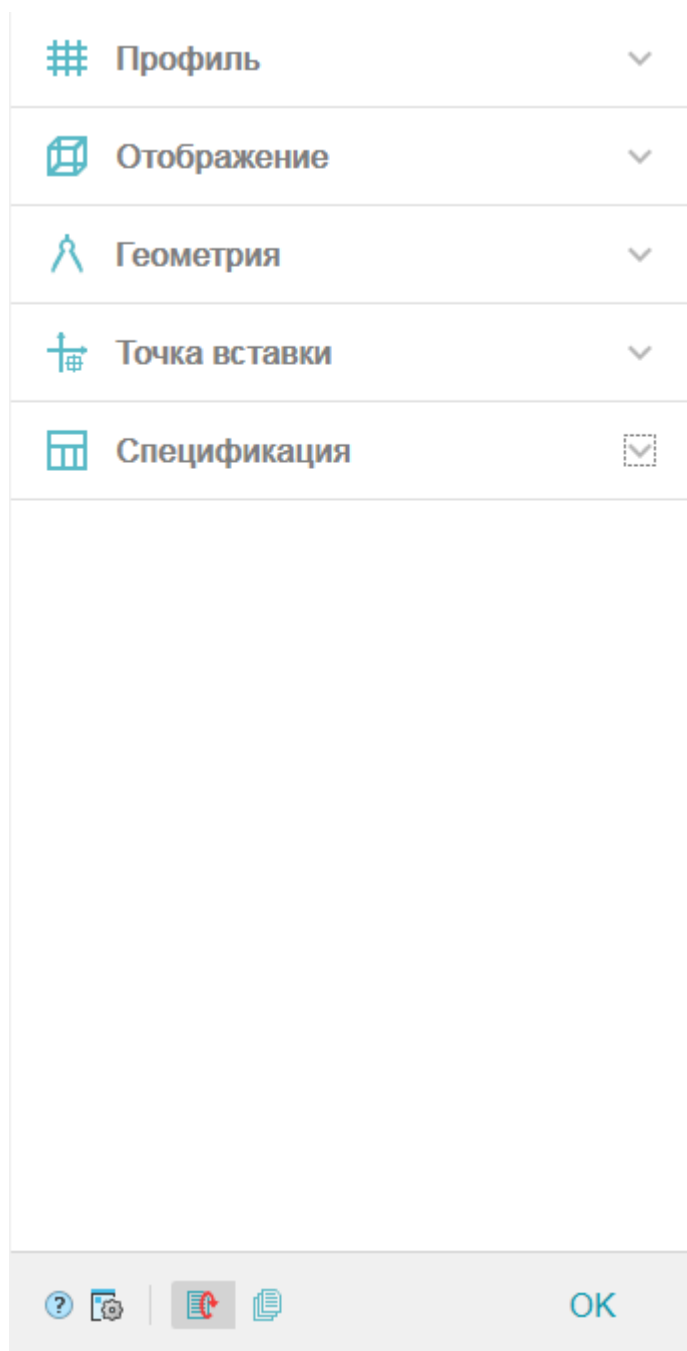 Профиль
Отображение
Геометрия
Точка вставки
Спецификация
? OK